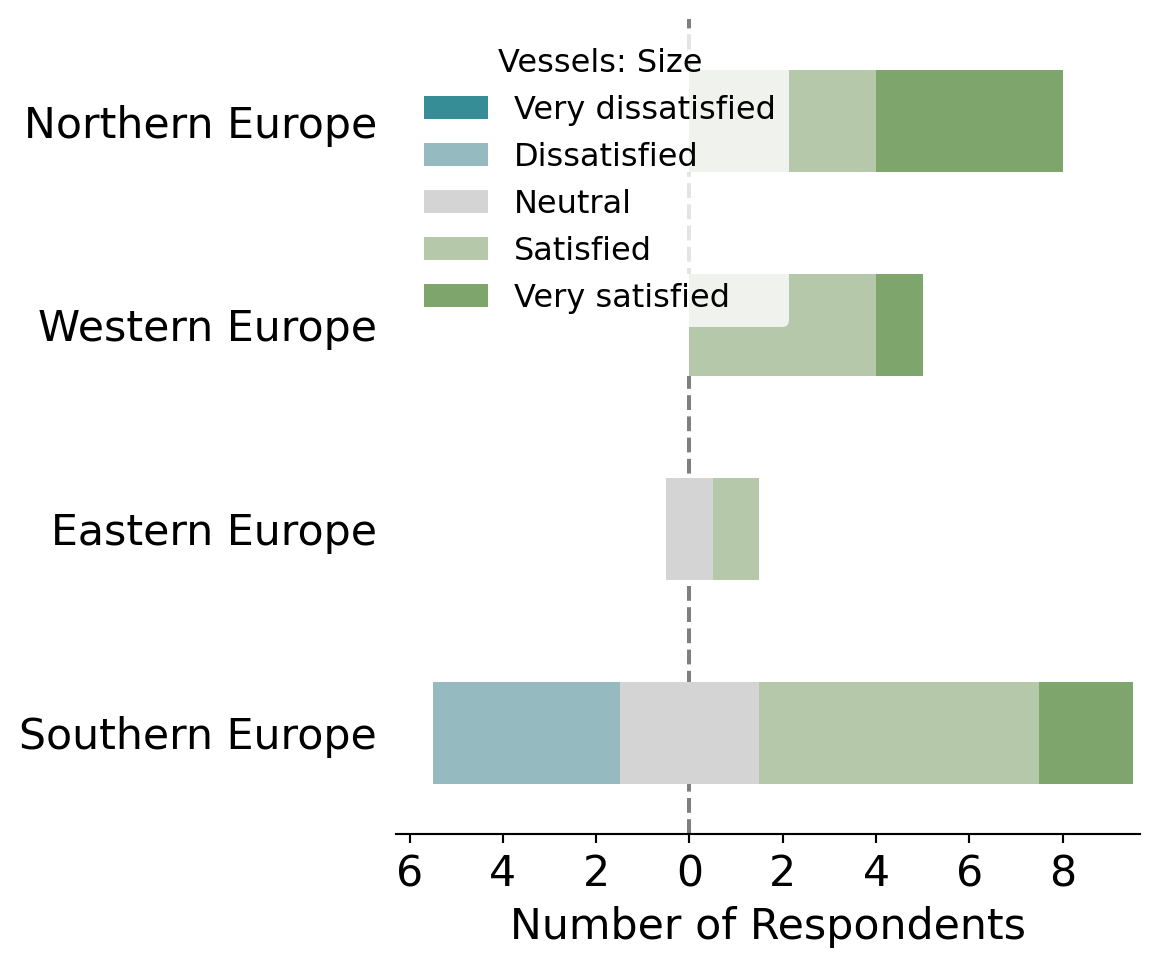 Vessels: Size
Very dissatisfied
Dissatisfied
Neutral
Satisfied
Very satisfied
Northern Europe
Western Europe
Eastern Europe
Southern Europe
6 4 2 0 2 4 6 8
Number of Respondents